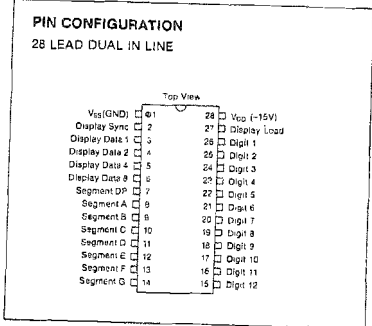 PIN CONFIGURATION
28 LEAD DUAL IN LINE
Top View
VSS(GND) 1 28 VDD (-15V)
Display Sync 2 27 Display Load
Display Data 1 3 26 Digit 1
Display Data 2 4 25 Digit 2
Display Data 4 5 24 Digit 3
Display Data 8 6 23 Digit 4
Segment DP 7 22 Digit 5
Segment A 8 21 Digit 6
Segment B 9 20 Digit 7
Segment C 10 19 Digit 8
Segment D 11 18 Digit 9
Segment E 12 17 Digit 10
Segment F 13 16 Digit 11
Segment G 14 15 Digit 12